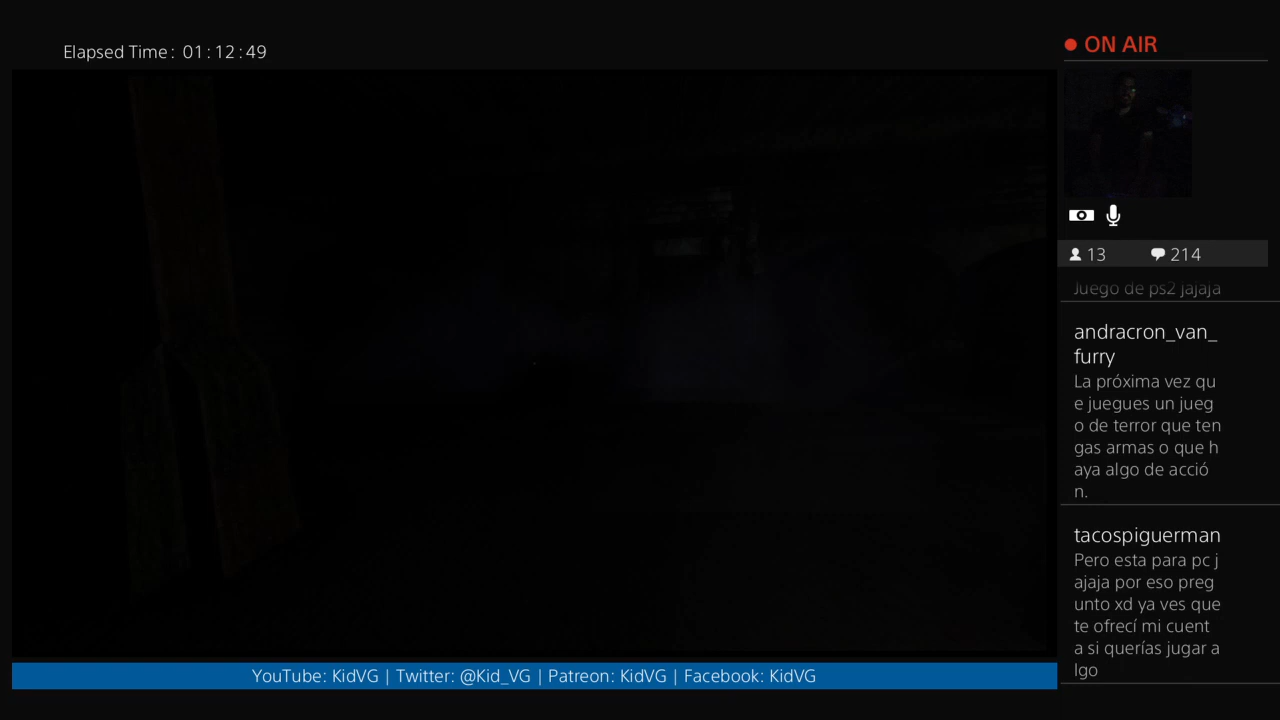 Elapsed Time: 01:12:49
ON AIR
13 214
Juego de ps2 jajaja
andracron_van_
furry
La próxima vez qu
e juegues un jueg
o de terror que ten
gas armas o que h
aya algo de acció
n.
tacospiguerman
Pero esta para pc j
ajaja por eso preg
unto xd ya ves que
te ofrecí mi cuent
a si querías jugar a
lgo
YouTube: KidVG | Twitter: @Kid_VG | Patreon: KidVG | Facebook: KidVG